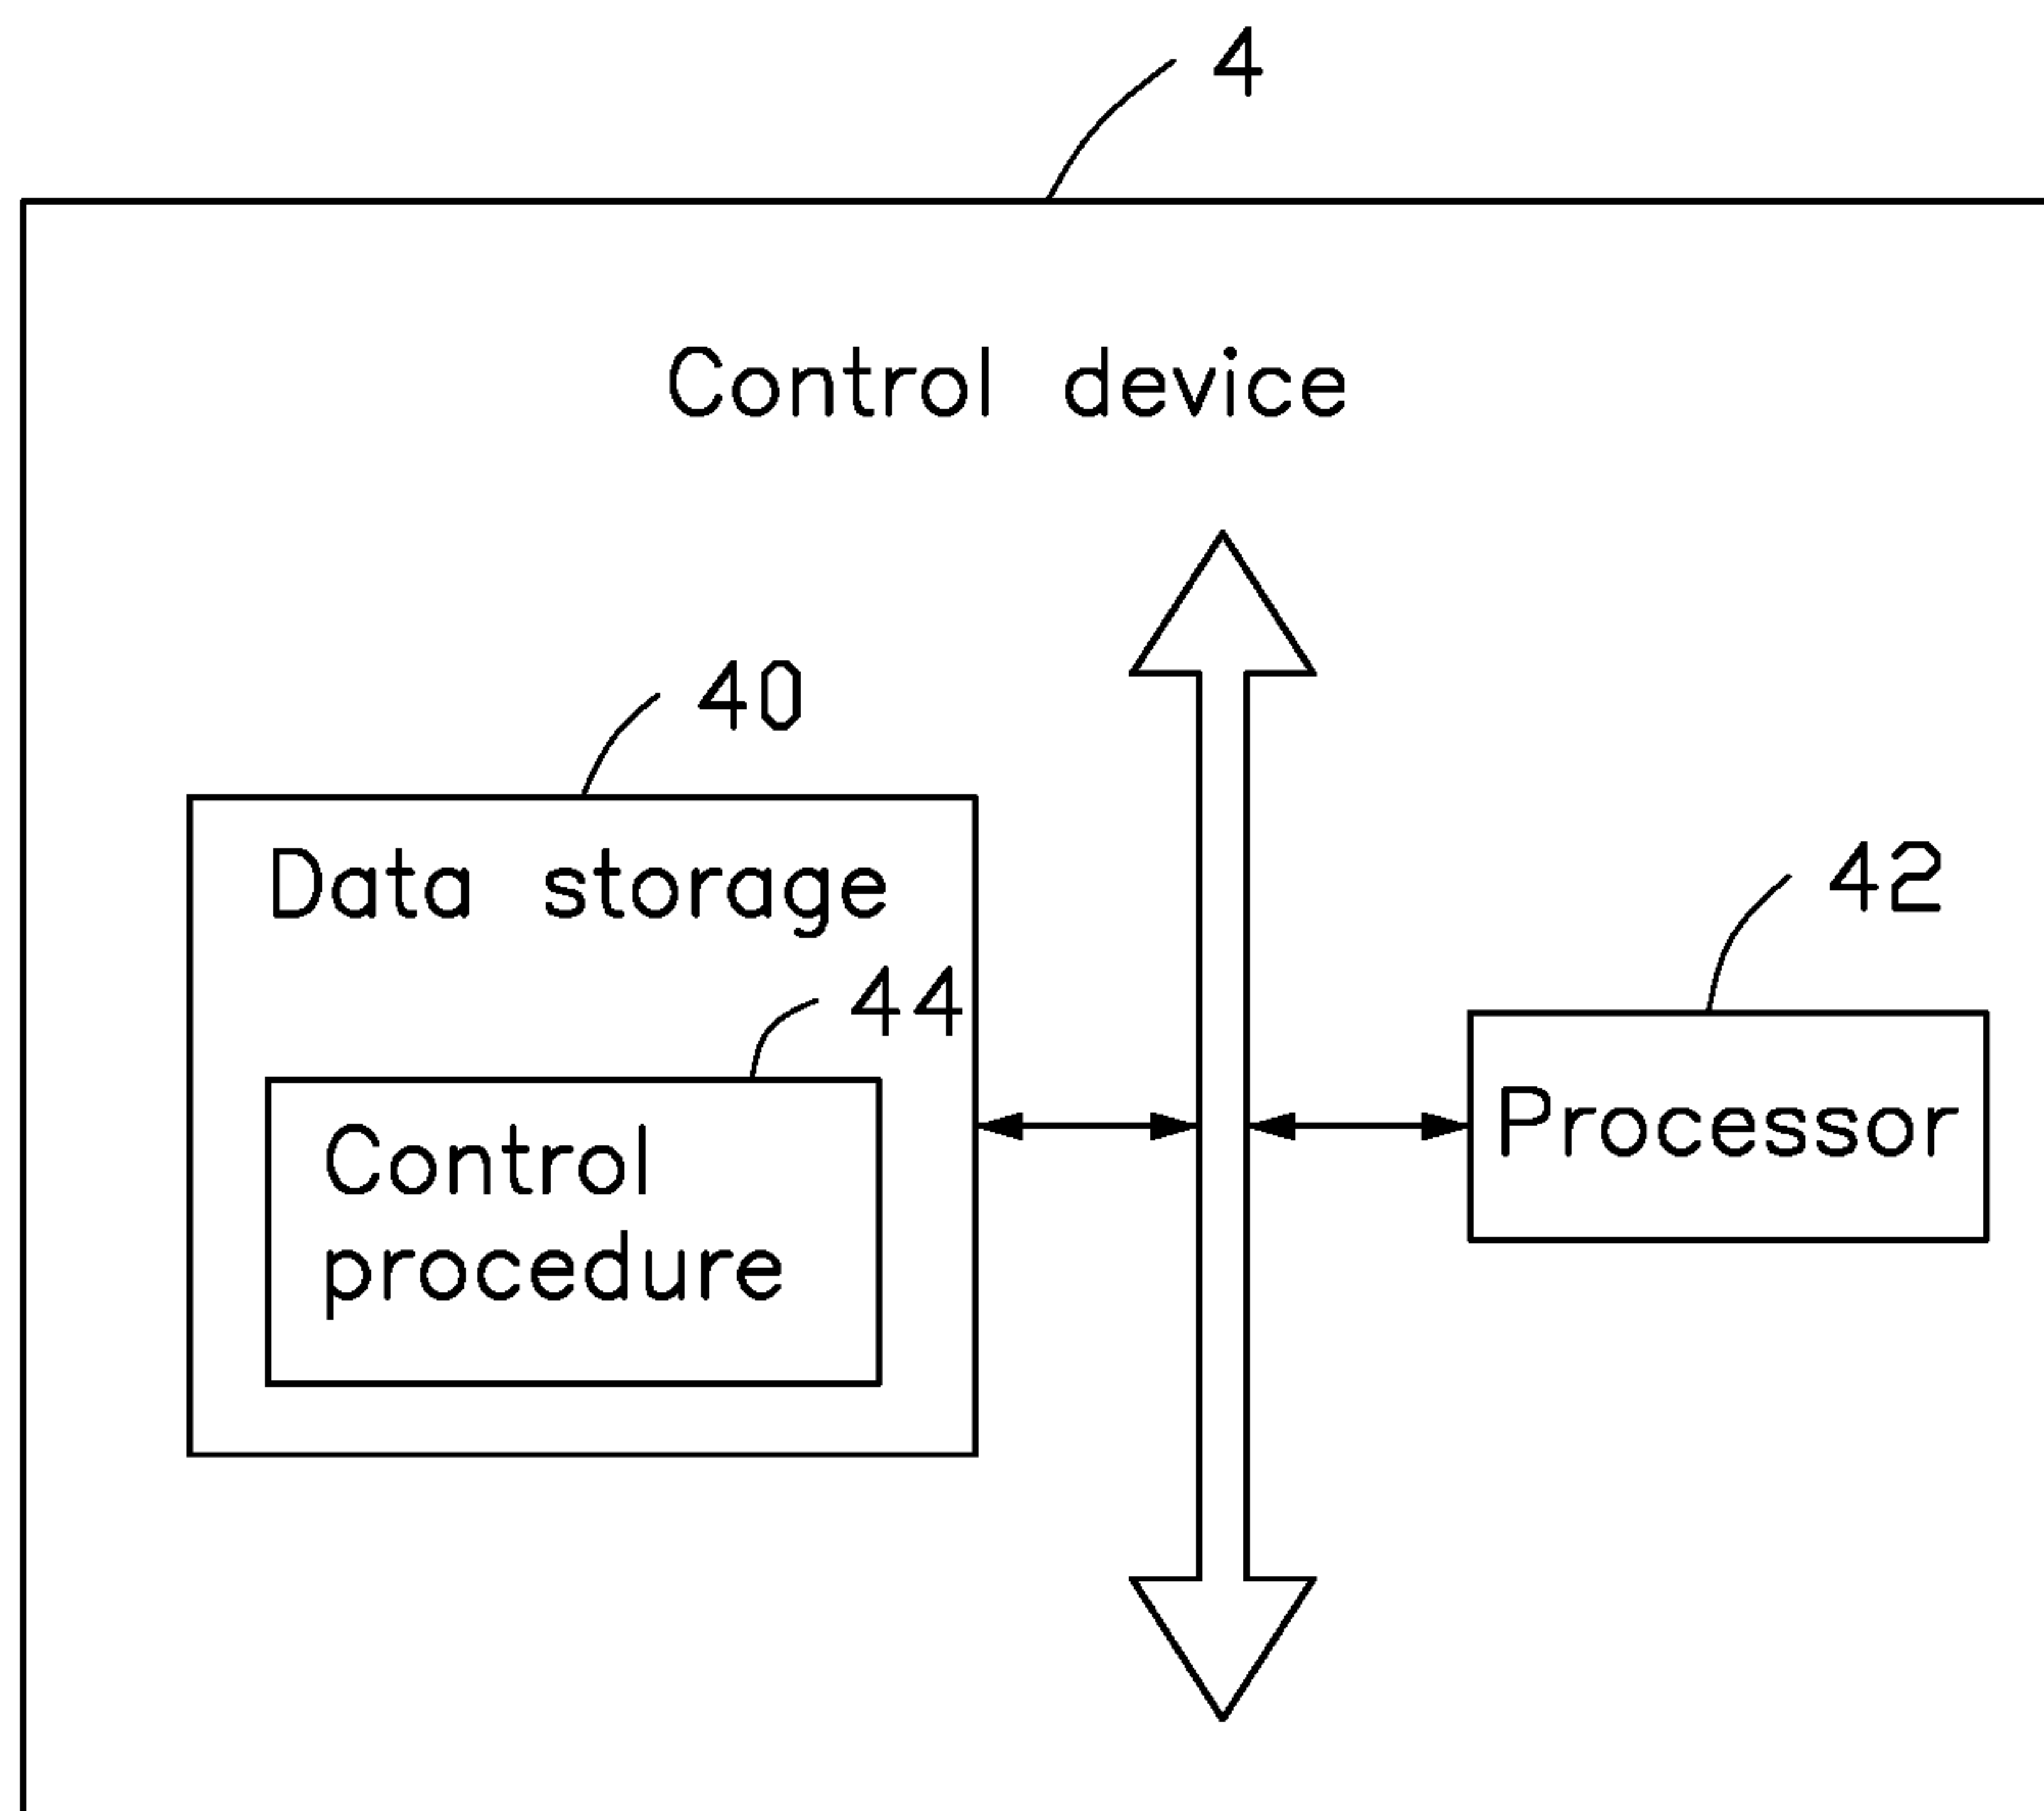 4
Control device
40
Data storage
42
44
Control
procedure
Processor